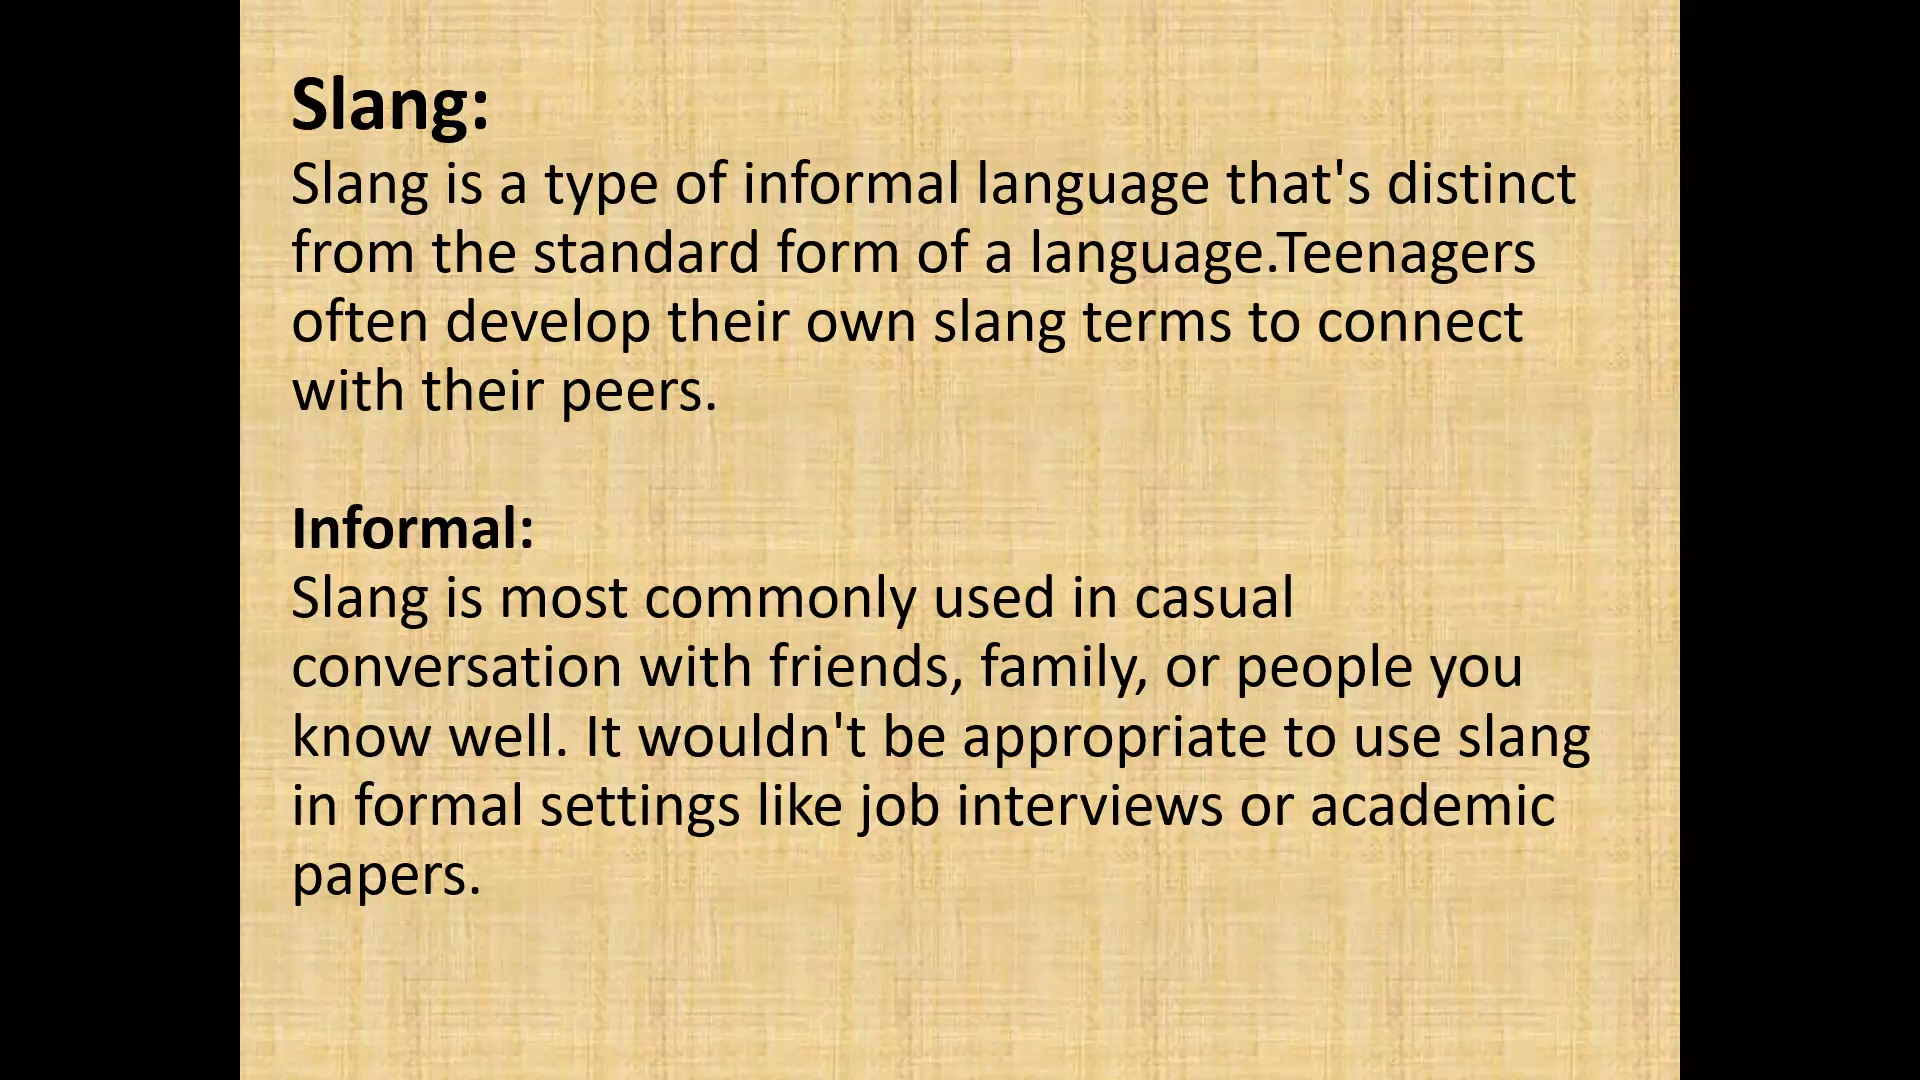 Slang:
Slang is a type of informal language that's distinct
from the standard form of a language.Teenagers
often develop their own slang terms to connect
with their peers.
Informal:
Slang is most commonly used in casual
conversation with friends, family, or people you
know well. It wouldn't be appropriate to use slang
in formal settings like job interviews or academic
papers.